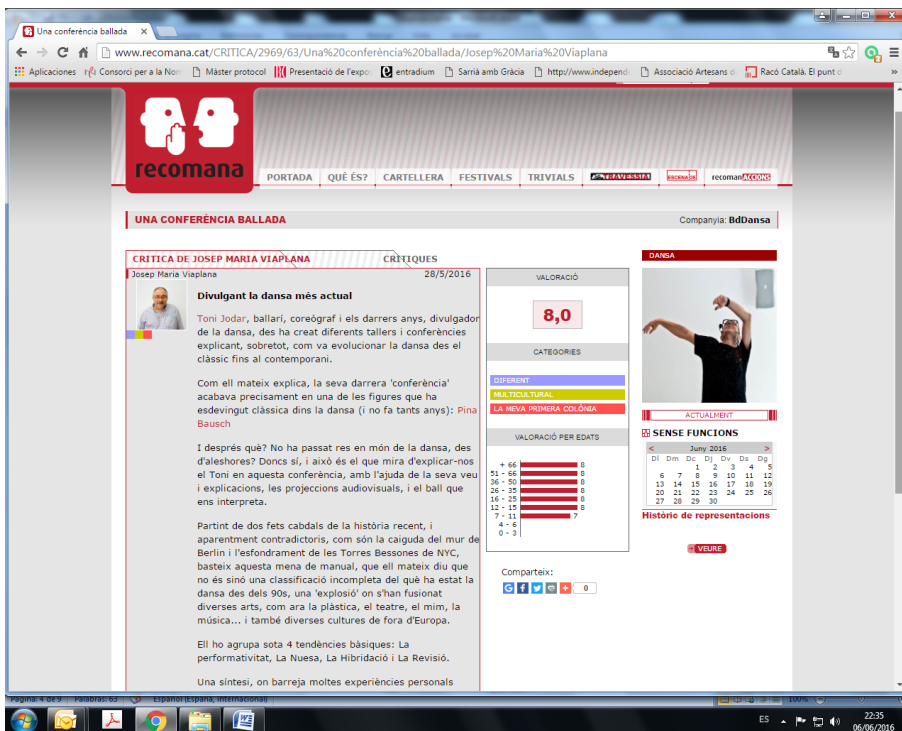 Una conferència ballada
www.recomana.cat/CRITICA/2969/63/Una%20conferència%20ballada/Josep%20Maria%20Viaplana
Aplicaciones
Consorci per a la Nor
Màster protocol
Presentació de l'expo
entradium
Sarrià amb Gràcia
http://www.independ
Associació Artesans d
Racó Català. El punt d
recomana
PORTADA QUÈ ÉS? CARTELLERA FESTIVALS TRIVIALS TRAVESSIA ESCENA25 recomanACCIONS
UNA CONFERÈNCIA BALLADA
Companyia: BdDansa
CRITICA DE JOSEP MARIA VIAPLANA
CRÍTIQUES
Josep Maria Viaplana
28/5/2016
Divulgant la dansa més actual
Toni Jodar, ballarí, coreógraf i els darrers anys, divulgador
de la dansa, des ha creat diferents tallers i conferències
explicant, sobretot, com va evolucionar la dansa des el
clàssic fins al contemporani.
Com ell mateix explica, la seva darrera 'conferència'
acabava precisament en una de les figures que ha
esdevingut clàssica dins la dansa (i no fa tants anys): Pina
Bausch
I després què? No ha passat res en món de la dansa, des
d'aleshores? Doncs sí, i això és el que mira d'explicar-nos
el Toni en aquesta conferència, amb l'ajuda de la seva veu
i explicacions, les projeccions audiovisuals, i el ball que
ens interpreta.
Partint de dos fets cabdals de la història recent, i
aparentment contradictoris, com són la caiguda del mur de
Berlin i l'esfondrament de les Torres Bessones de NYC,
basteix aquesta mena de manual, que ell mateix diu que
no és sinó una classificació incompleta del què ha estat la
dansa des dels 90s, una 'explosió' on s'han fusionat
diverses arts, com ara la plàstica, el teatre, el mim, la
música... i també diverses cultures de fora d'Europa.
Ell ho agrupa sota 4 tendències bàsiques: La
performativitat, La Nuesa, La Hibridació i La Revisió.
Una síntesi, on barreja moltes experiències personals
VALORACIÓ
8,0
CATEGORIES
DIFERENT
MULTICULTURAL
LA MEVA PRIMERA COLÒNIA
VALORACIÓ PER EDATS
+ 66 8
51 - 66 8
36 - 50 8
26 - 35 8
16 - 25 8
12 - 15 8
7 - 11 7
4 - 6
0 - 3
Comparteix:
0
DANSA
ACTUALMENT
SENSE FUNCIONS
< Juny 2016 >
Dl Dm Dc Dj Dv Ds Dg
1 2 3 4 5
6 7 8 9 10 11 12
13 14 15 16 17 18 19
20 21 22 23 24 25 26
27 28 29 30
Històric de representacions
VEURE
Página: 4 de 9 Palabras: 63 Español (España, internacional) 100%
ES
22:35
06/06/2016